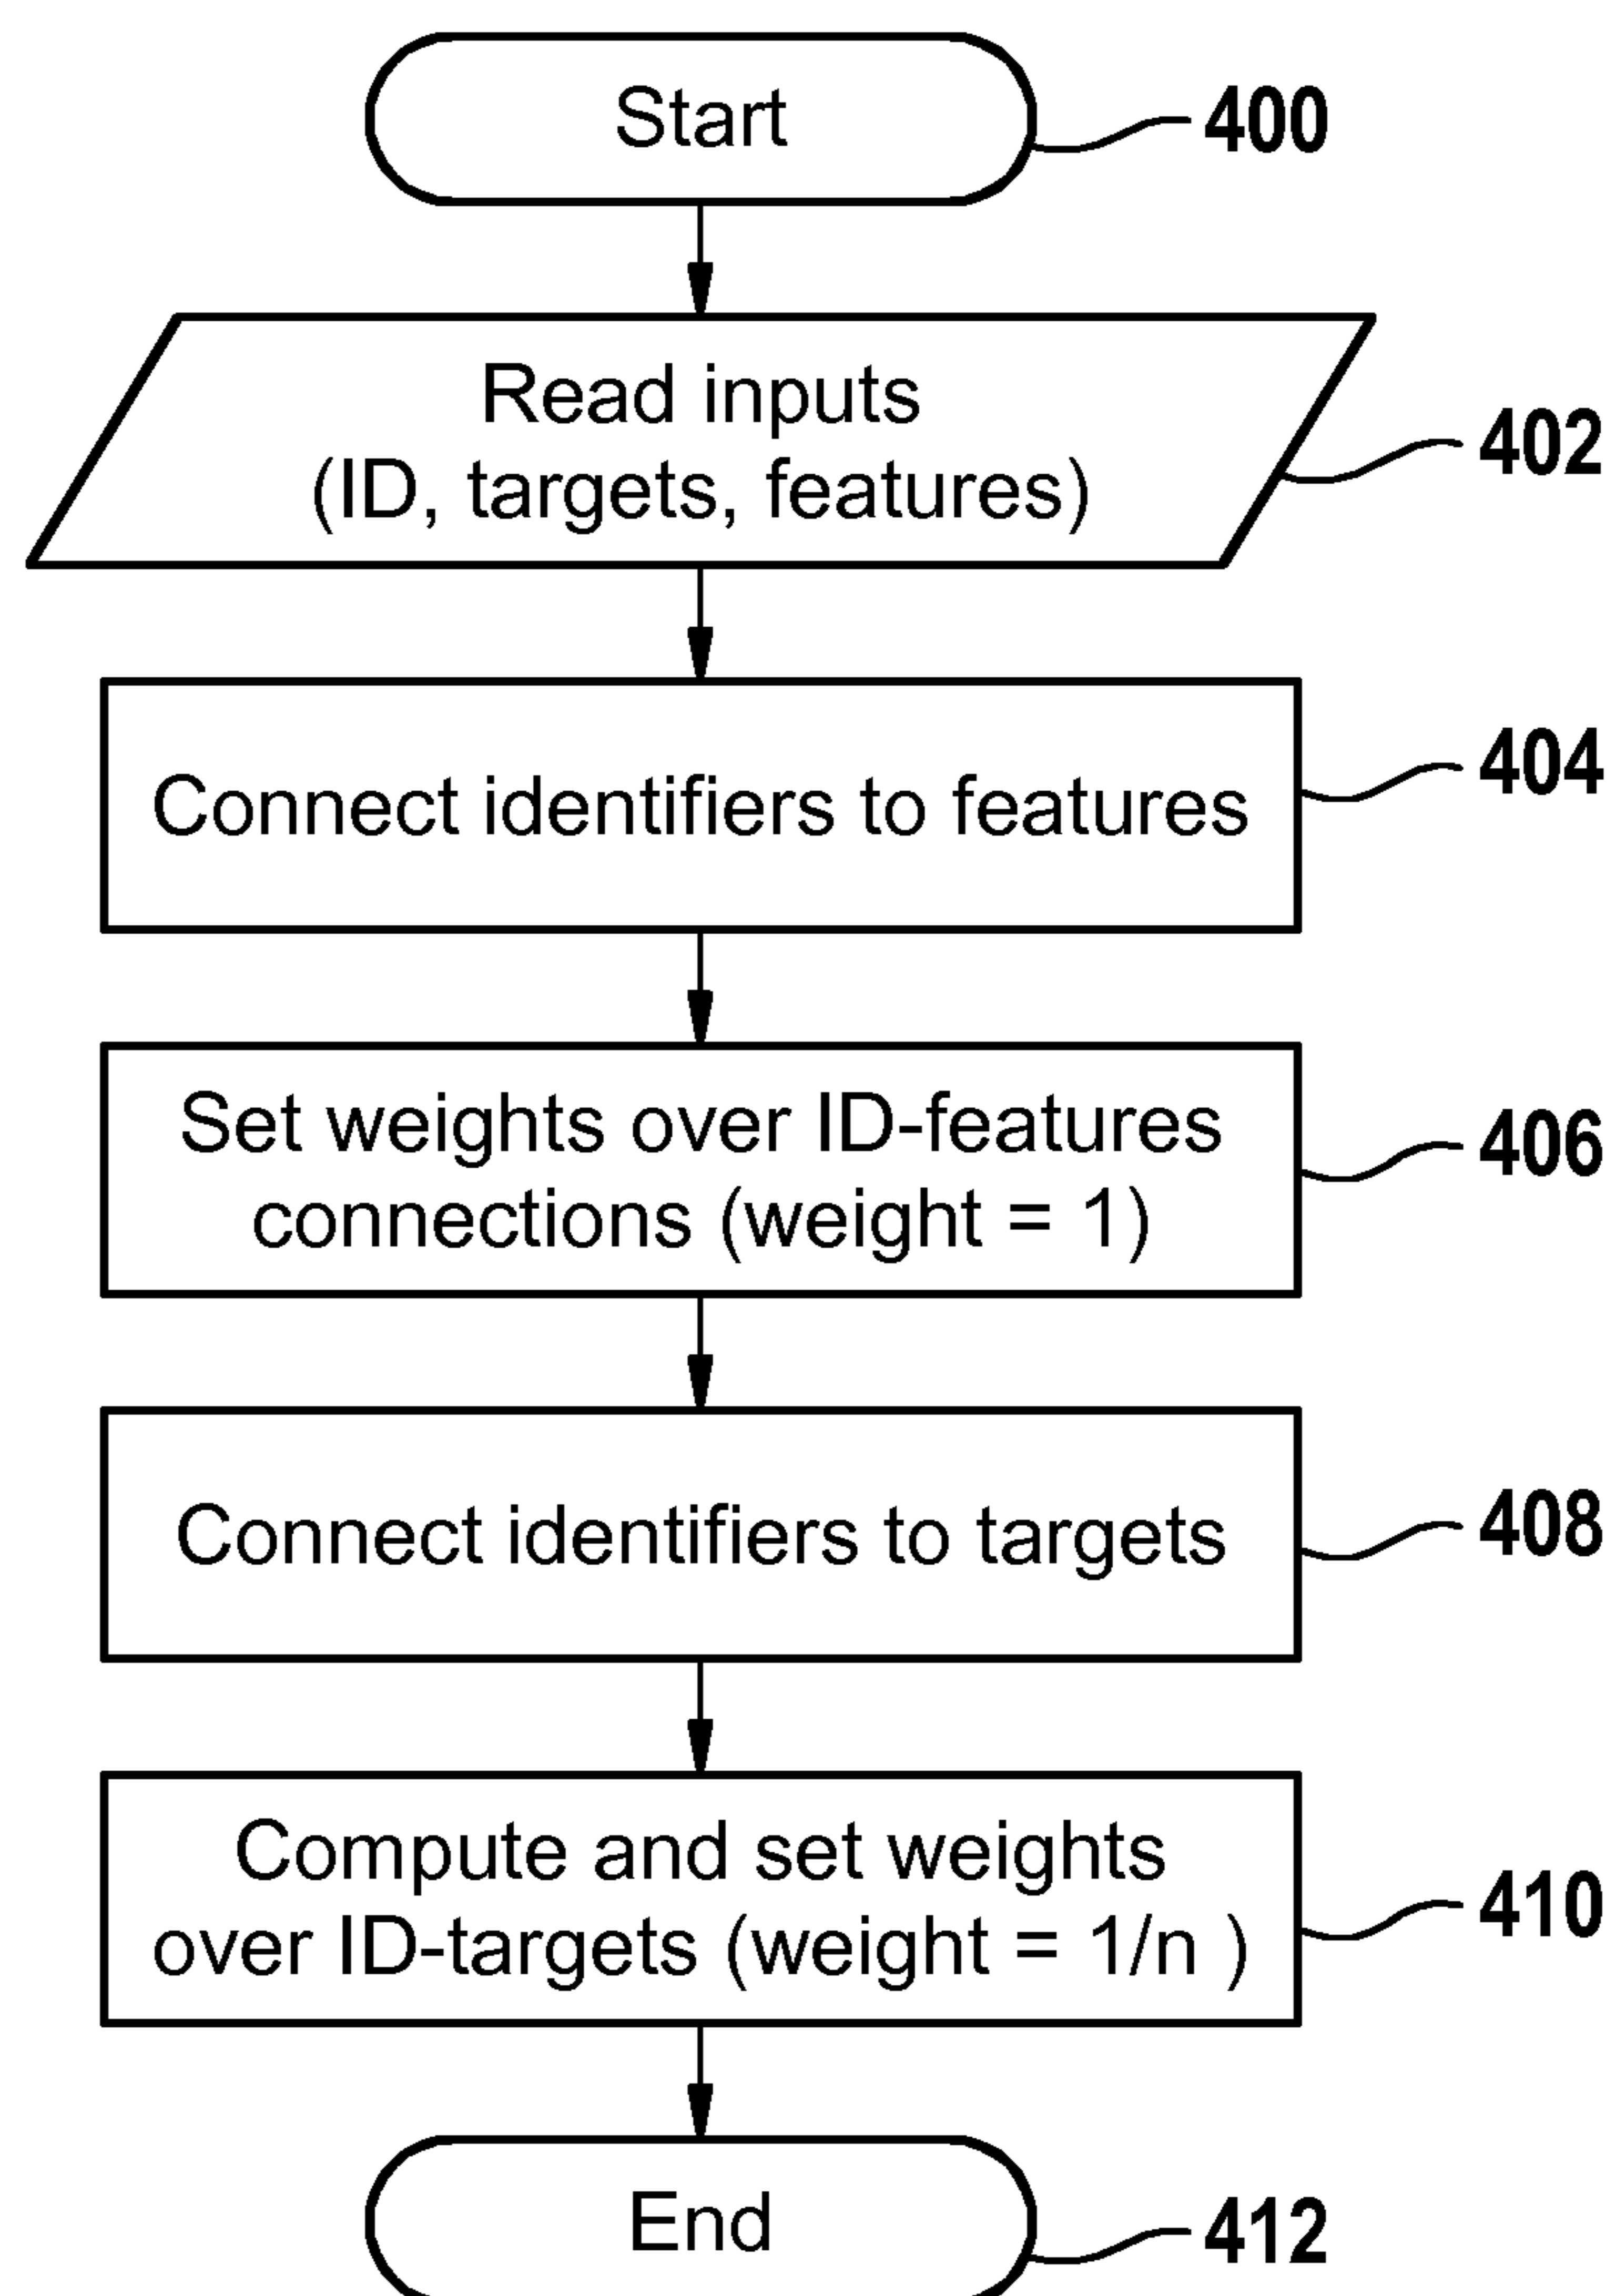 Start
400
Read inputs
(ID, targets, features)
402
Connect identifiers to features
404
Set weights over ID-features
connections (weight = 1)
406
Connect identifiers to targets
408
Compute and set weights
over ID-targets (weight = 1/n )
410
End
412